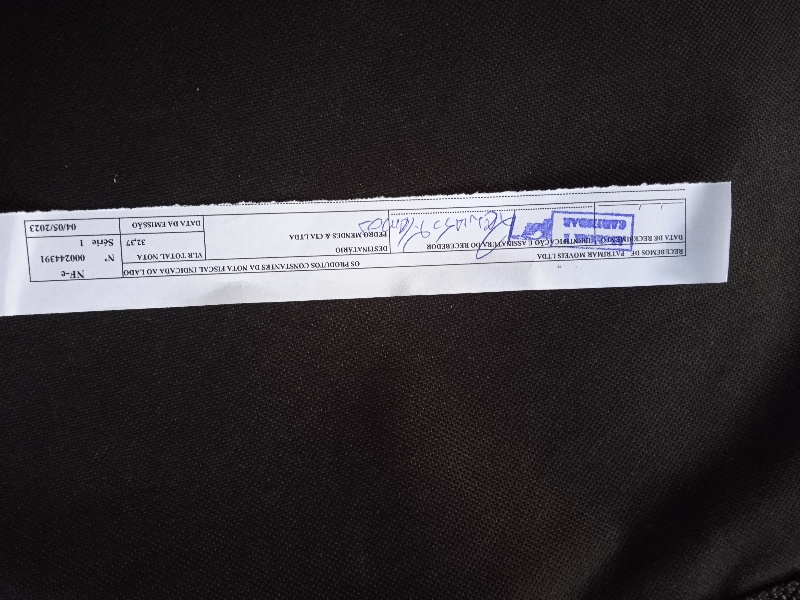 RECEBEMOS DE PATRIMAR MOVEIS LTDA OS PRODUTOS CONSTANTES DA NOTA FISCAL INDICADA AO LADO
NF-e
DATA DE RECEBIMENTO
IDENTIFICAÇÃO E ASSINATURA DO RECEBEDOR
DESTINATÁRIO
PEDRO MENDES & CIA LTDA
VLR TOTAL NOTA
32,37
Nº 000244391
Série 1
DATA DA EMISSÃO
04/05/2023
CARIMBAR